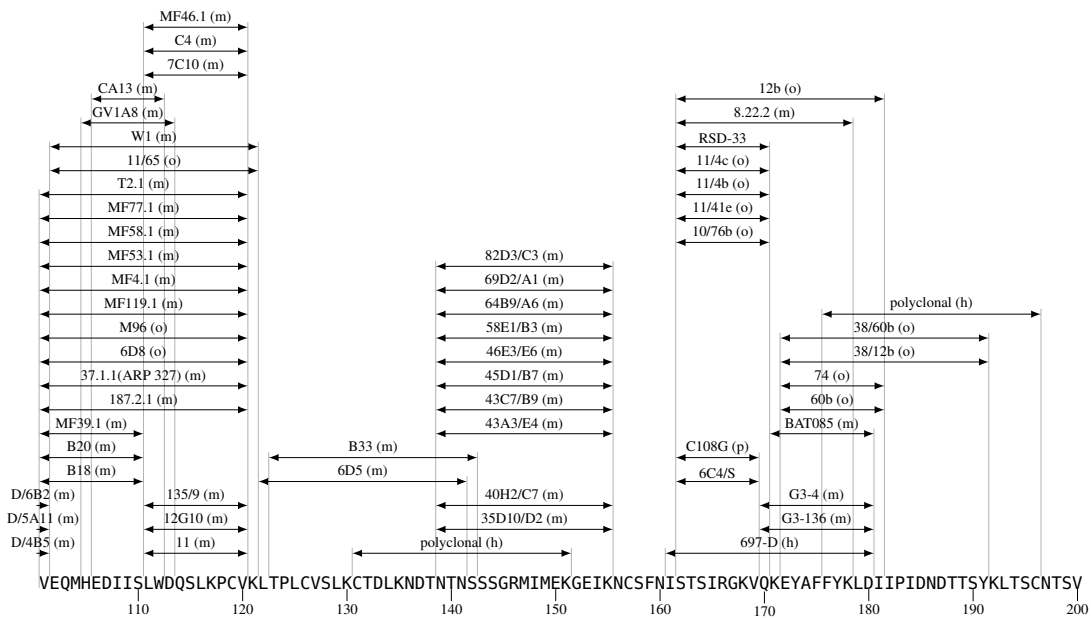 MF46.1 (m)
C4 (m)
7C10 (m)
CA13 (m) 12b (o)
GV1A8 (m) 8.22.2 (m)
W1 (m) RSD-33
11/65 (o) 11/4c (o)
T2.1 (m) 11/4b (o)
MF77.1 (m) 11/41e (o)
MF58.1 (m) 10/76b (o)
MF53.1 (m) 82D3/C3 (m)
MF4.1 (m) 69D2/A1 (m)
MF119.1 (m) 64B9/A6 (m) polyclonal (h)
M96 (o) 58E1/B3 (m) 38/60b (o)
6D8 (o) 46E3/E6 (m) 38/12b (o)
37.1.1(ARP 327) (m) 45D1/B7 (m) 74 (o)
187.2.1 (m) 43C7/B9 (m) 60b (o)
MF39.1 (m) 43A3/E4 (m) BAT085 (m)
B20 (m) B33 (m) C108G (p)
B18 (m) 6D5 (m) 6C4/S
D/6B2 (m) 135/9 (m) 40H2/C7 (m) G3-4 (m)
D/5A11 (m) 12G10 (m) 35D10/D2 (m) G3-136 (m)
D/4B5 (m) 11 (m) polyclonal (h) 697-D (h)
VEQMHEDIISLWDQSLKPCVKLTPLCVSLKCTDLKNDTNTNSSSGRMIMEKGEIKNCSFNISTSIRGKVQKEYAFFYKLDIIPIDNDTTSYKLTSCNTSV
110 120 130 140 150 160 170 180 190 200